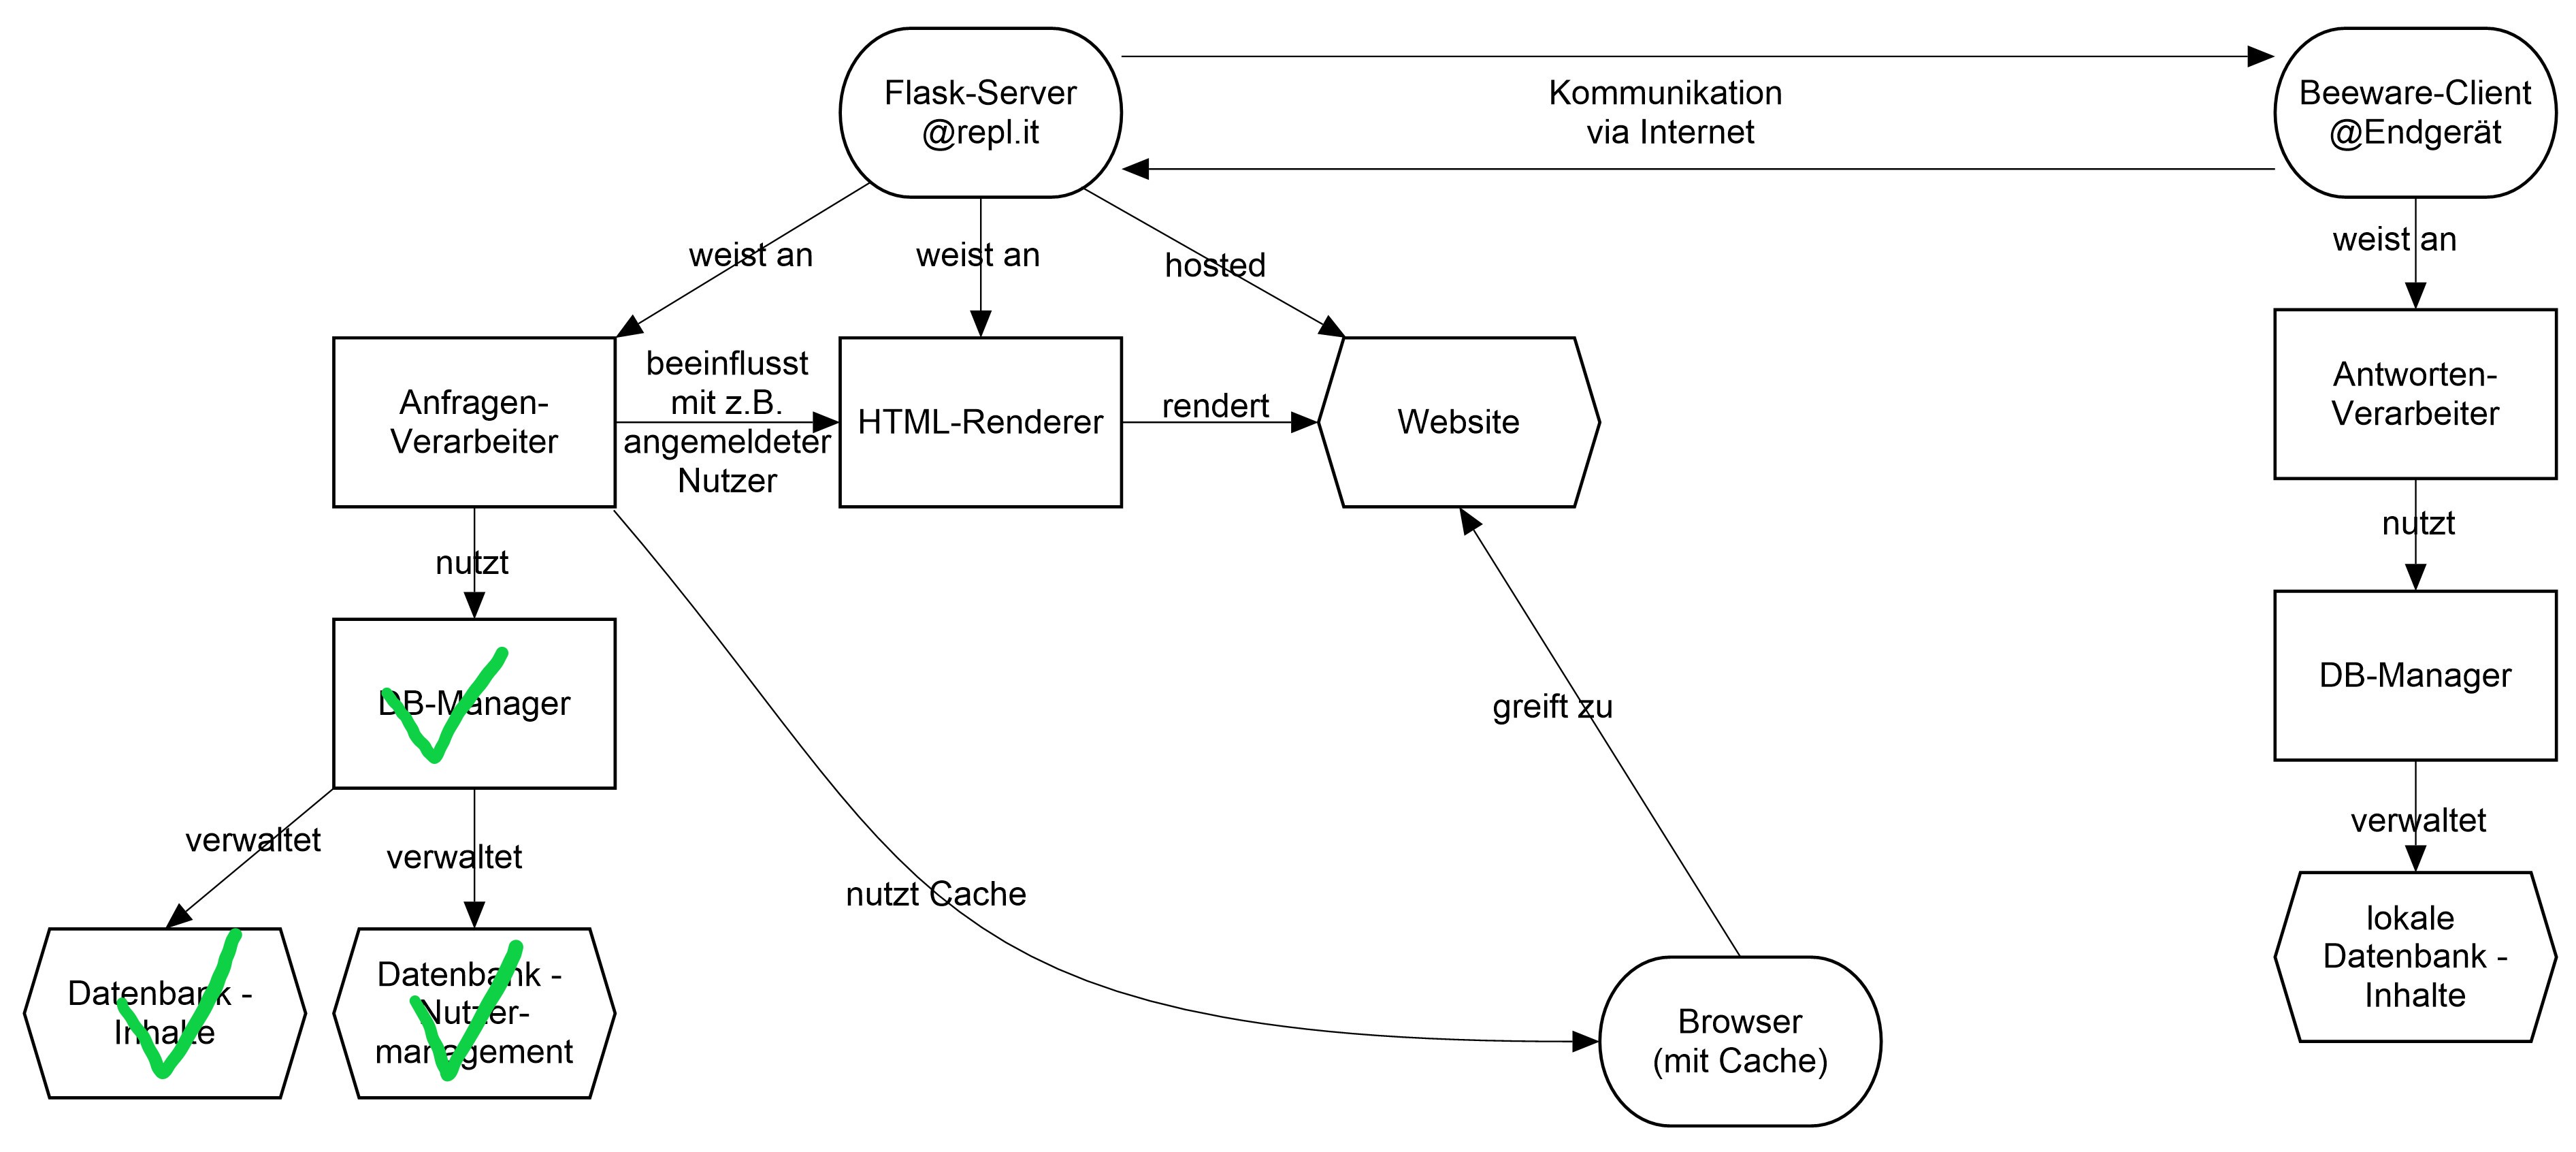 Flask-Server
@repl.it
Kommunikation
via Internet
Beeware-Client
@Endgerät
weist an
weist an
hosted
weist an
Anfragen-
Verarbeiter
beeinflusst
mit z.B.
angemeldeter
Nutzer
HTML-Renderer
rendert
Website
Antworten-
Verarbeiter
nutzt
nutzt
DB-Manager
DB-Manager
greift zu
verwaltet
verwaltet
verwaltet
nutzt Cache
Datenbank -
Inhalte
Datenbank -
Nutzer-
management
Browser
(mit Cache)
lokale
Datenbank -
Inhalte